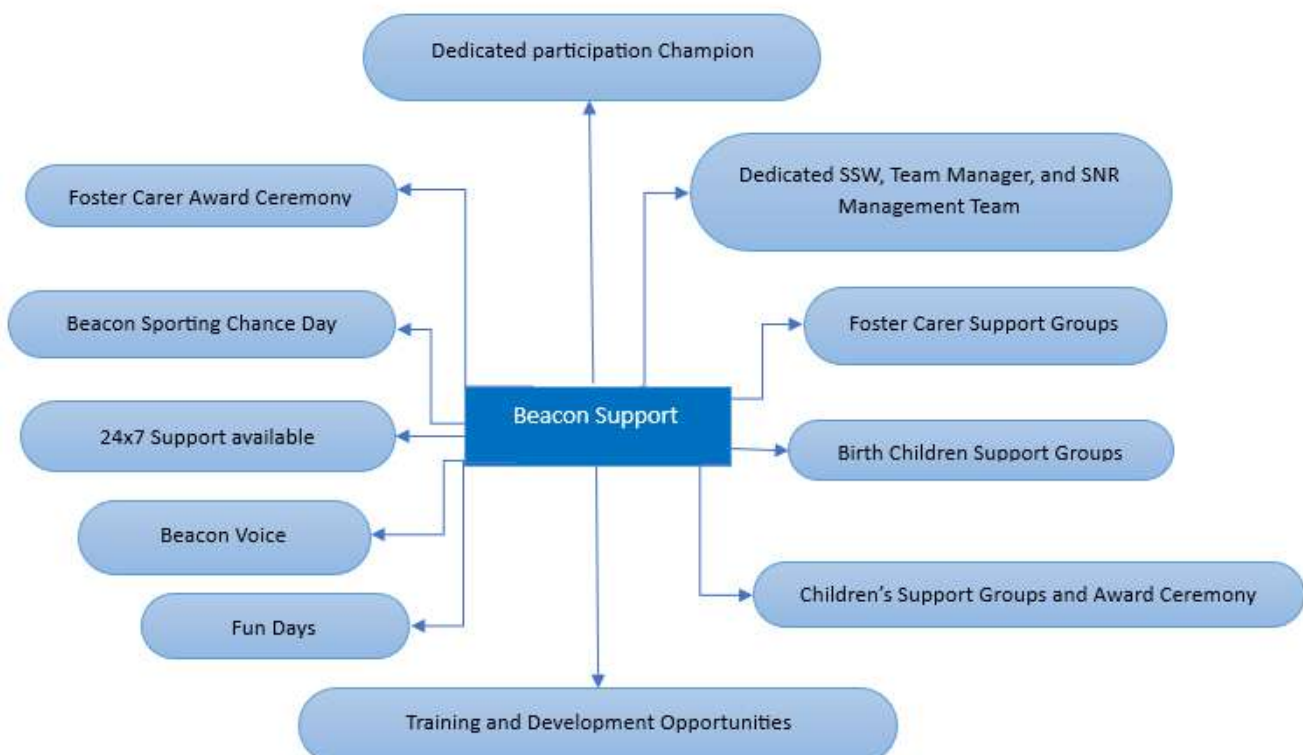 Dedicated participation Champion
Dedicated SSW, Team Manager, and SNR
Management Team
Foster Carer Award Ceremony
Beacon Sporting Chance Day
Foster Carer Support Groups
Beacon Support
24x7 Support available
Birth Children Support Groups
Beacon Voice
Children’s Support Groups and Award Ceremony
Fun Days
Training and Development Opportunities